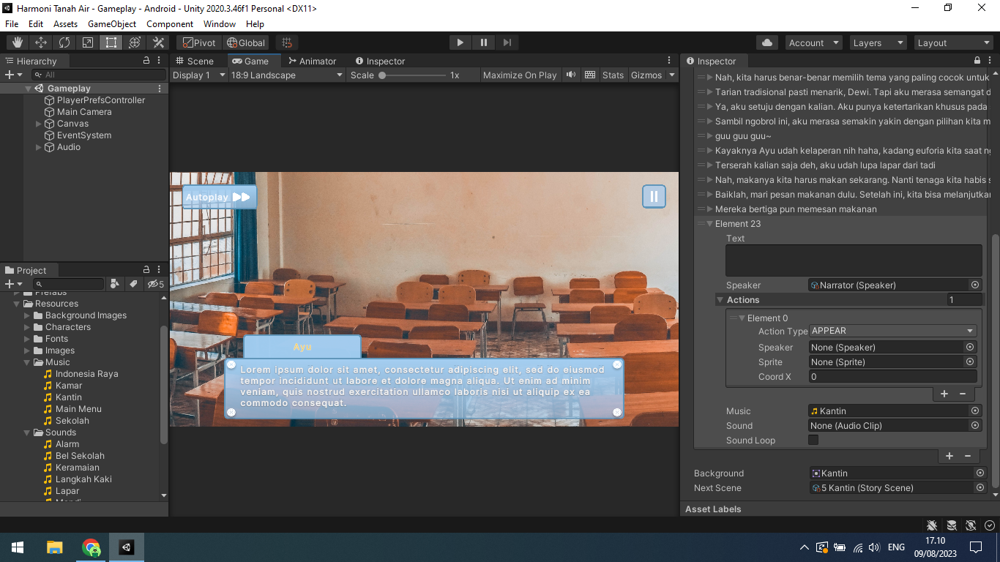 Harmoni Tanah Air - Gameplay - Android - Unity 2020.3.46f1 Personal <DX11>
File Edit Assets GameObject Component Window Help
Pivot Global Account Layers Layout
Hierarchy
All
Gameplay
PlayerPrefsController
Main Camera
Canvas
EventSystem
Audio
Project
5
Prefabs
Resources
Background Images
Characters
Fonts
Images
Music
Indonesia Raya
Kamar
Kantin
Main Menu
Sekolah
Sounds
Alarm
Bel Sekolah
Keramaian
Langkah Kaki
Lapar
Scene Game Animator Inspector
Display 1 18:9 Landscape Scale 1x Maximize On Play Stats Gizmos
Autoplay
Ayu
Lorem ipsum dolor sit amet, consectetur adipiscing elit, sed do eiusmod
tempor incididunt ut labore et dolore magna aliqua. Ut enim ad minim
veniam, quis nostrud exercitation ullamco laboris nisi ut aliquip ex ea
commodo consequat.
Inspector
Nah, kita harus benar-benar memilih tema yang paling cocok untuk
Tarian tradisional pasti menarik, Dewi. Tapi aku merasa semangat d
Ya, aku setuju dengan kalian. Aku punya ketertarikan khusus pada
Sambil ngobrol ini, aku merasa semakin yakin dengan pilihan kita m
guu guu guu~
Kayaknya Ayu udah kelaperan nih haha, kadang euforia kita saat ng
Terserah kalian saja deh, aku udah lupa lapar dari tadi
Nah, makanya kita harus makan sekarang. Nanti tenaga kita habis s
Baiklah, mari pesan makanan dulu. Setelah ini, kita bisa melanjutkan
Mereka bertiga pun memesan makanan
Element 23
Text
Speaker Narrator (Speaker)
Actions 1
Element 0
Action Type APPEAR
Speaker None (Speaker)
Sprite None (Sprite)
Coord X 0
Music Kantin
Sound None (Audio Clip)
Sound Loop
Background Kantin
Next Scene 5 Kantin (Story Scene)
Asset Labels
ENG
17.10
09/08/2023